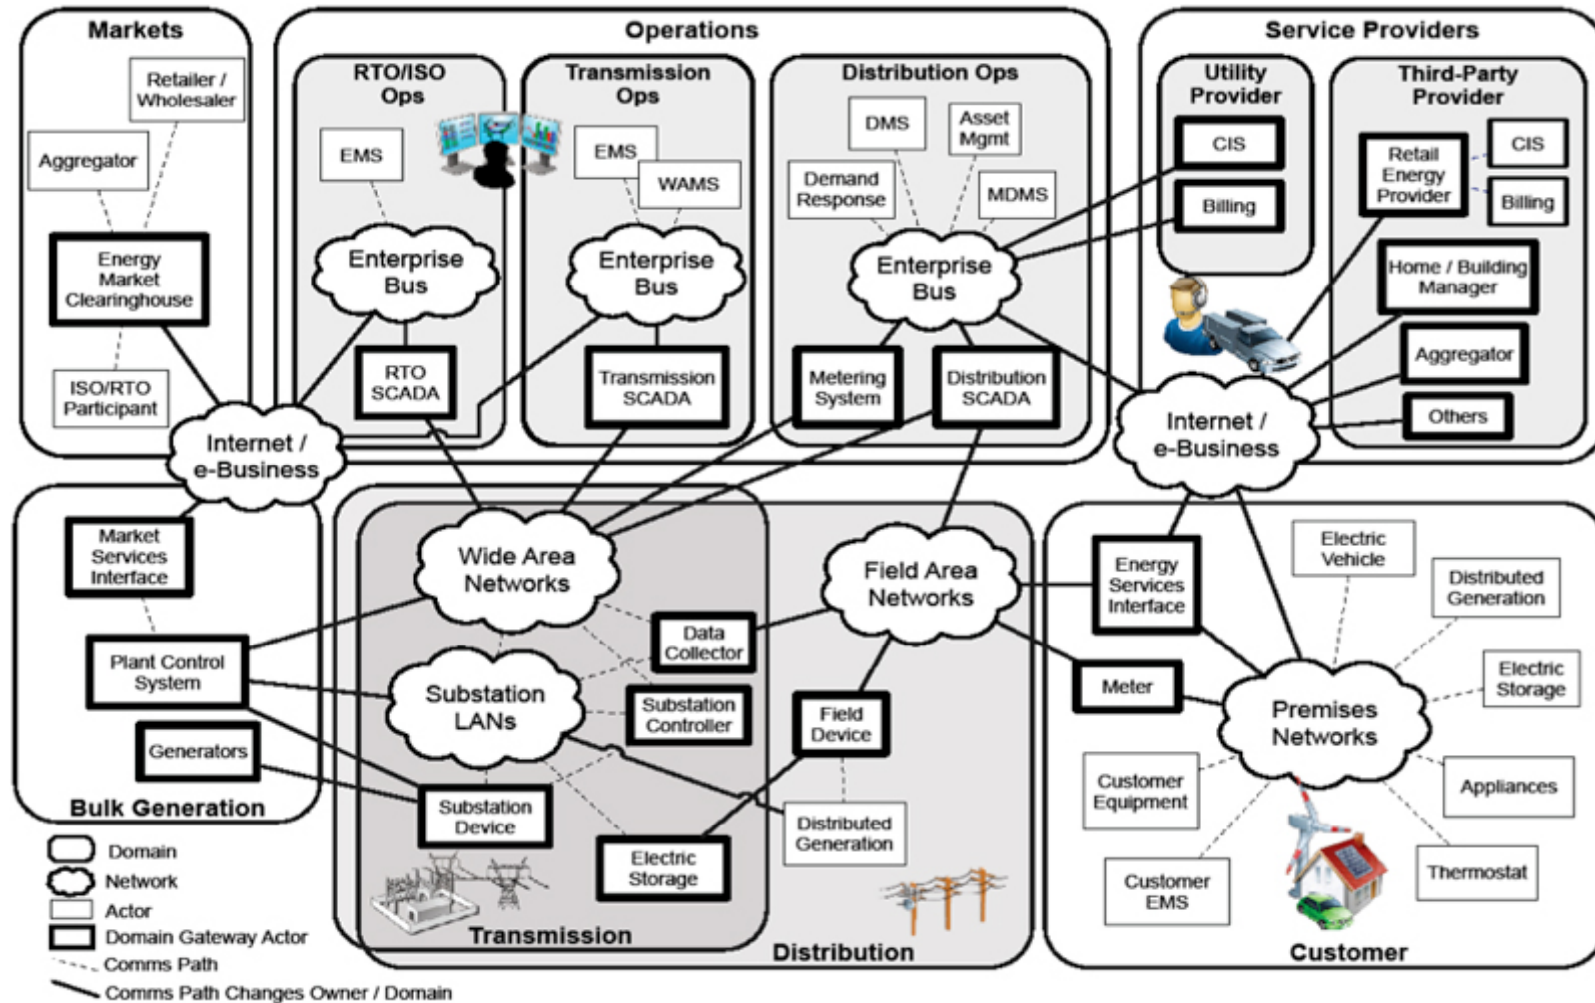 Markets
Retailer /
Wholesaler
Aggregator
Energy
Market
Clearinghouse
ISO/RTO
Participant
Internet /
e-Business
Operations
RTO/ISO
Ops
EMS
Enterprise
Bus
RTO
SCADA
Transmission
Ops
EMS
WAMS
Enterprise
Bus
Transmission
SCADA
Distribution Ops
DMS
Asset
Mgmt
Demand
Response
MDMS
Enterprise
Bus
Metering
System
Distribution
SCADA
Service Providers
Utility
Provider
CIS
Billing
Third-Party
Provider
Retail
Energy
Provider
CIS
Billing
Home / Building
Manager
Aggregator
Others
Internet /
e-Business
Market
Services
Interface
Plant Control
System
Generators
Bulk Generation
Wide Area
Networks
Data
Collector
Substation
LANs
Substation
Controller
Substation
Device
Electric
Storage
Transmission
Field Area
Networks
Field
Device
Distributed
Generation
Distribution
Energy
Services
Interface
Meter
Electric
Vehicle
Distributed
Generation
Electric
Storage
Premises
Networks
Customer
Equipment
Appliances
Customer
EMS
Thermostat
Customer
Domain
Network
Actor
Domain Gateway Actor
Comms Path
Comms Path Changes Owner / Domain